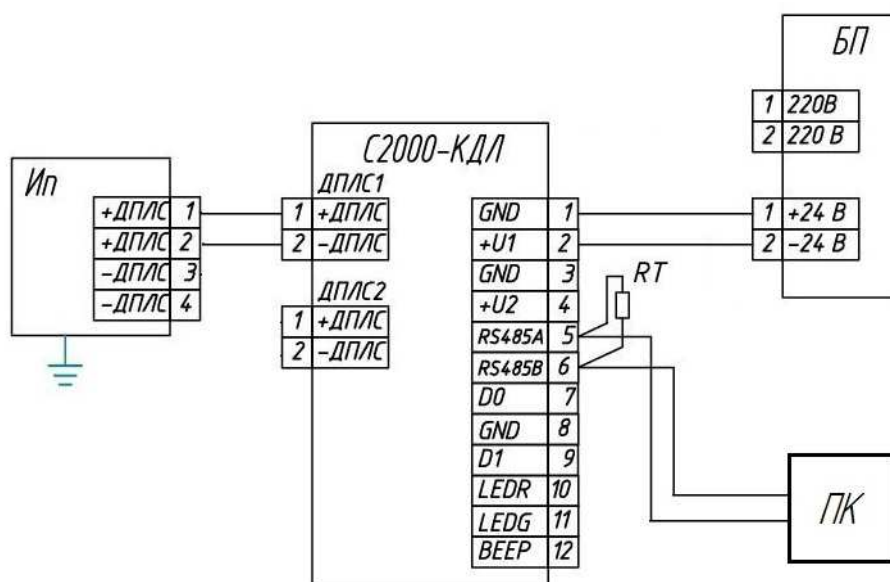 Ип
+ДПЛС 1
+ДПЛС 2
-ДПЛС 3
-ДПЛС 4
С2000-КДЛ
ДПЛС1
1 +ДПЛС
2 -ДПЛС
ДПЛС2
1 +ДПЛС
2 -ДПЛС
GND 1
+U1 2
GND 3
+U2 4
RS485A 5
RS485B 6
D0 7
GND 8
D1 9
LEDR 10
LEDG 11
BEEP 12
RT
БП
1 220В
2 220 В
1 +24 В
2 -24 В
ПК